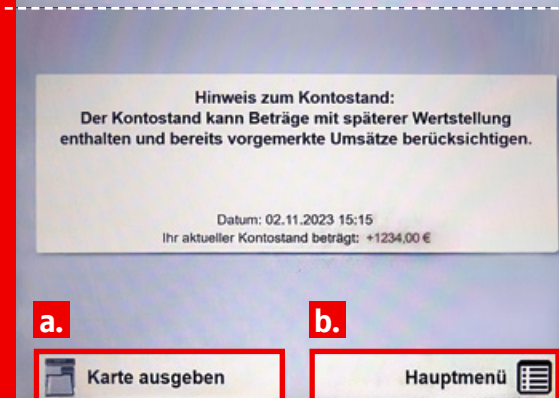 Hinweis zum Kontostand:
Der Kontostand kann Beträge mit späterer Wertstellung
enthalten und bereits vorgemerkte Umsätze berücksichtigen.
Datum: 02.11.2023 15:15
Ihr aktueller Kontostand beträgt: +1234,00 €
a.
b.
Karte ausgeben
Hauptmenü